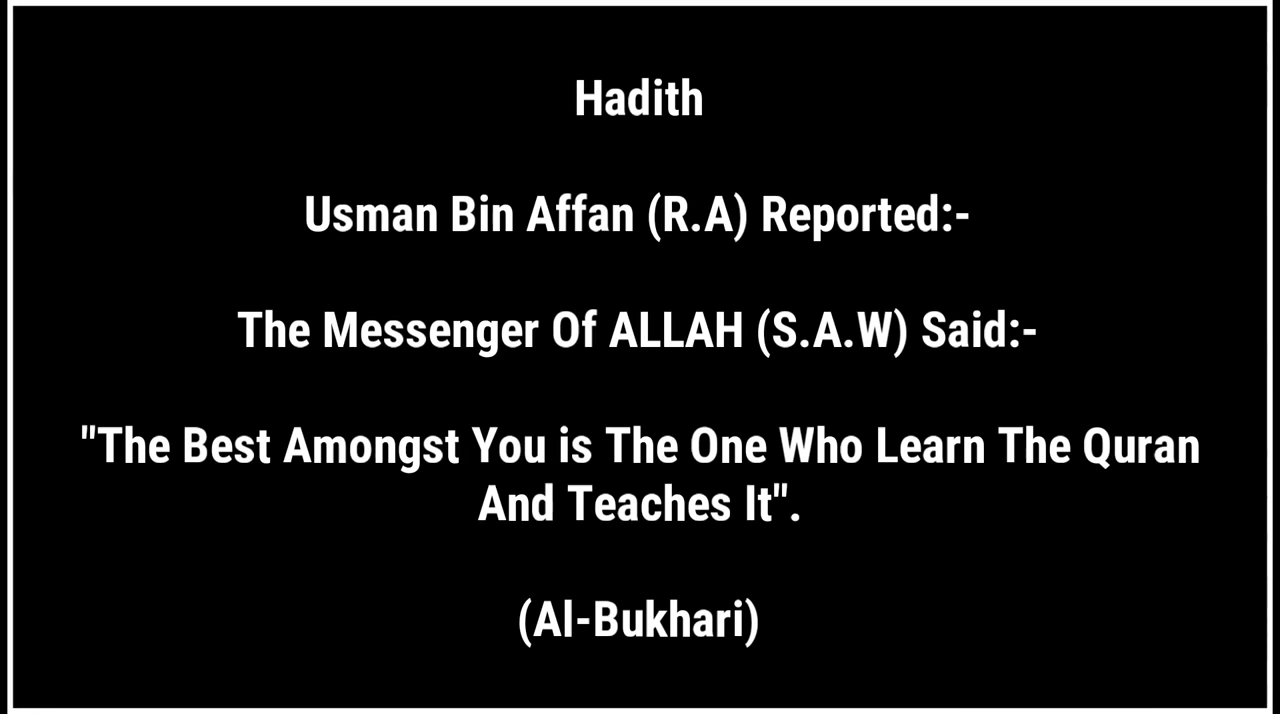 Hadith
Usman Bin Affan (R.A) Reported:-
The Messenger Of ALLAH (S.A.W) Said:-
"The Best Amongst You is The One Who Learn The Quran
And Teaches It".
(Al-Bukhari)